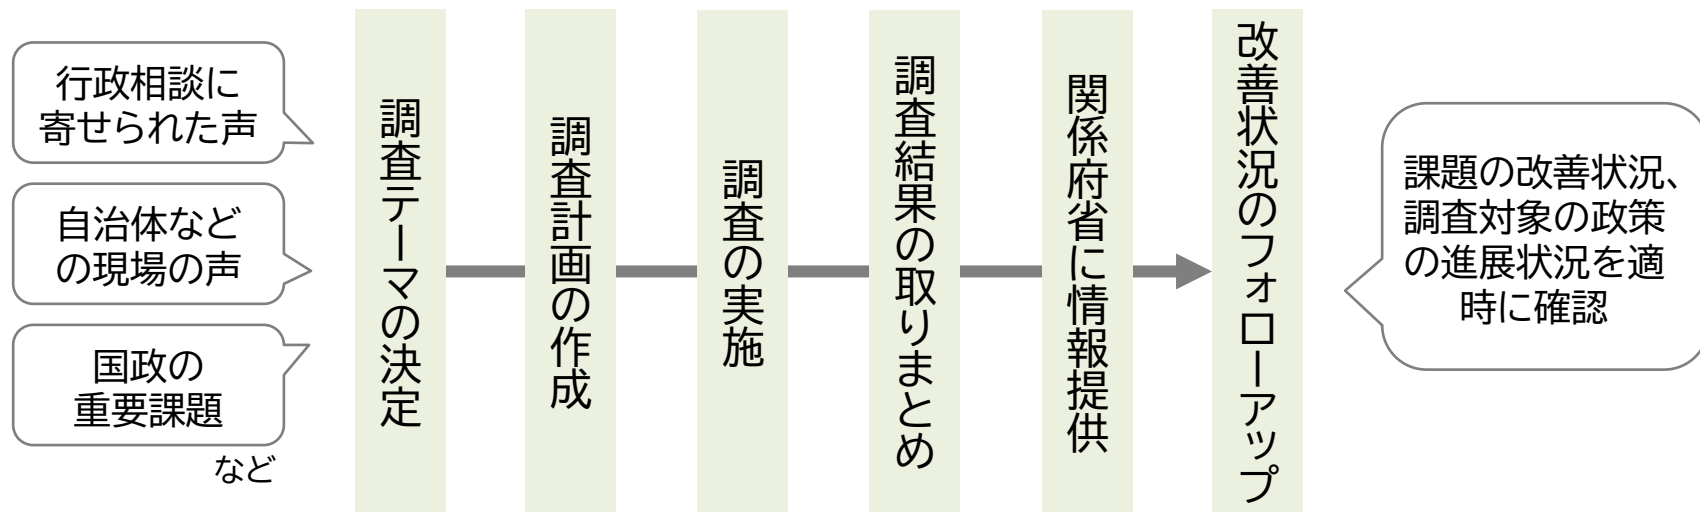 行政相談に
寄せられた声
自治体など
の現場の声
国政の
重要課題
など
調査テーマの決定
調査計画の作成
調査の実施
調査結果の取りまとめ
関係府省に情報提供
改善状況のフォローアップ
課題の改善状況、
調査対象の政策
の進展状況を適
時に確認